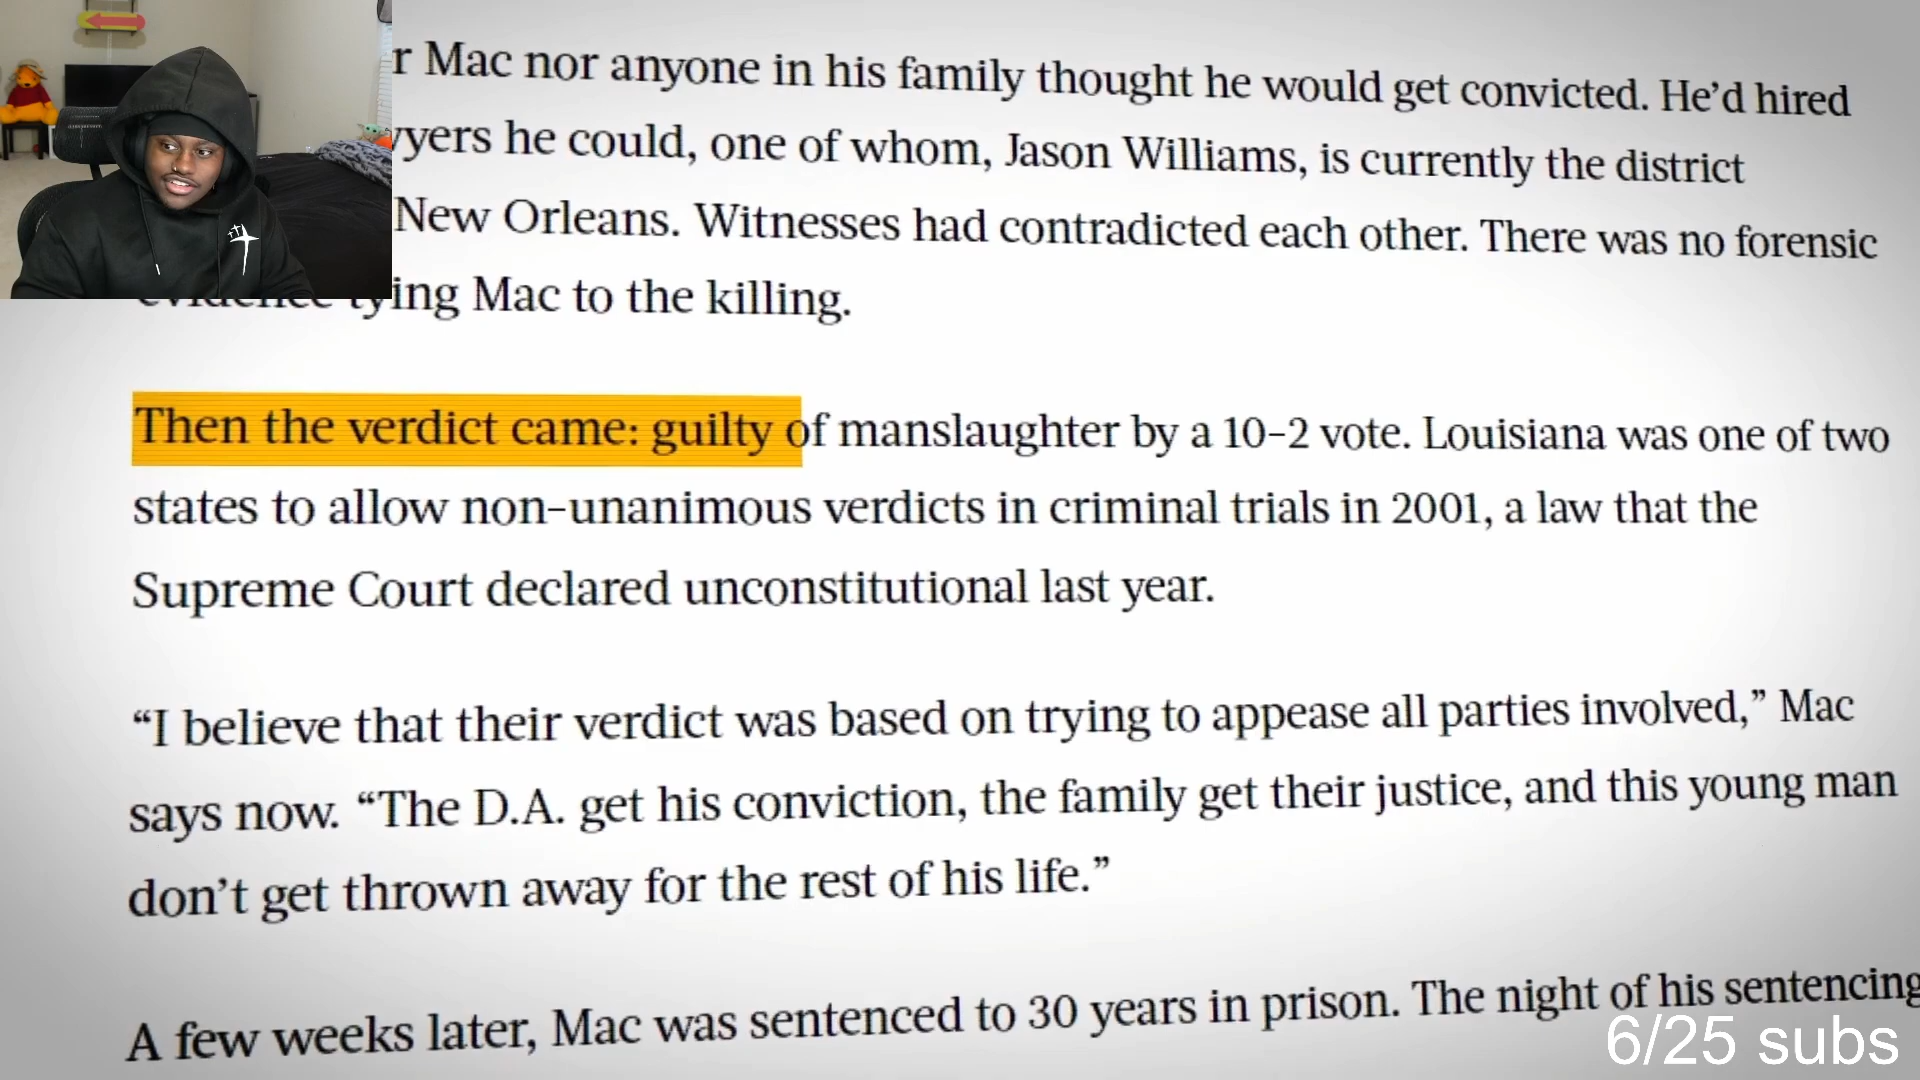 r Mac nor anyone in his family thought he would get convicted. He’d hired
yers he could, one of whom, Jason Williams, is currently the district
New Orleans. Witnesses had contradicted each other. There was no forensic
evidence tying Mac to the killing.
Then the verdict came: guilty of manslaughter by a 10-2 vote. Louisiana was one of two
states to allow non-unanimous verdicts in criminal trials in 2001, a law that the
Supreme Court declared unconstitutional last year.
“I believe that their verdict was based on trying to appease all parties involved,” Mac
says now. “The D.A. get his conviction, the family get their justice, and this young man
don’t get thrown away for the rest of his life.”
A few weeks later, Mac was sentenced to 30 years in prison. The night of his sentencing
6/25 subs